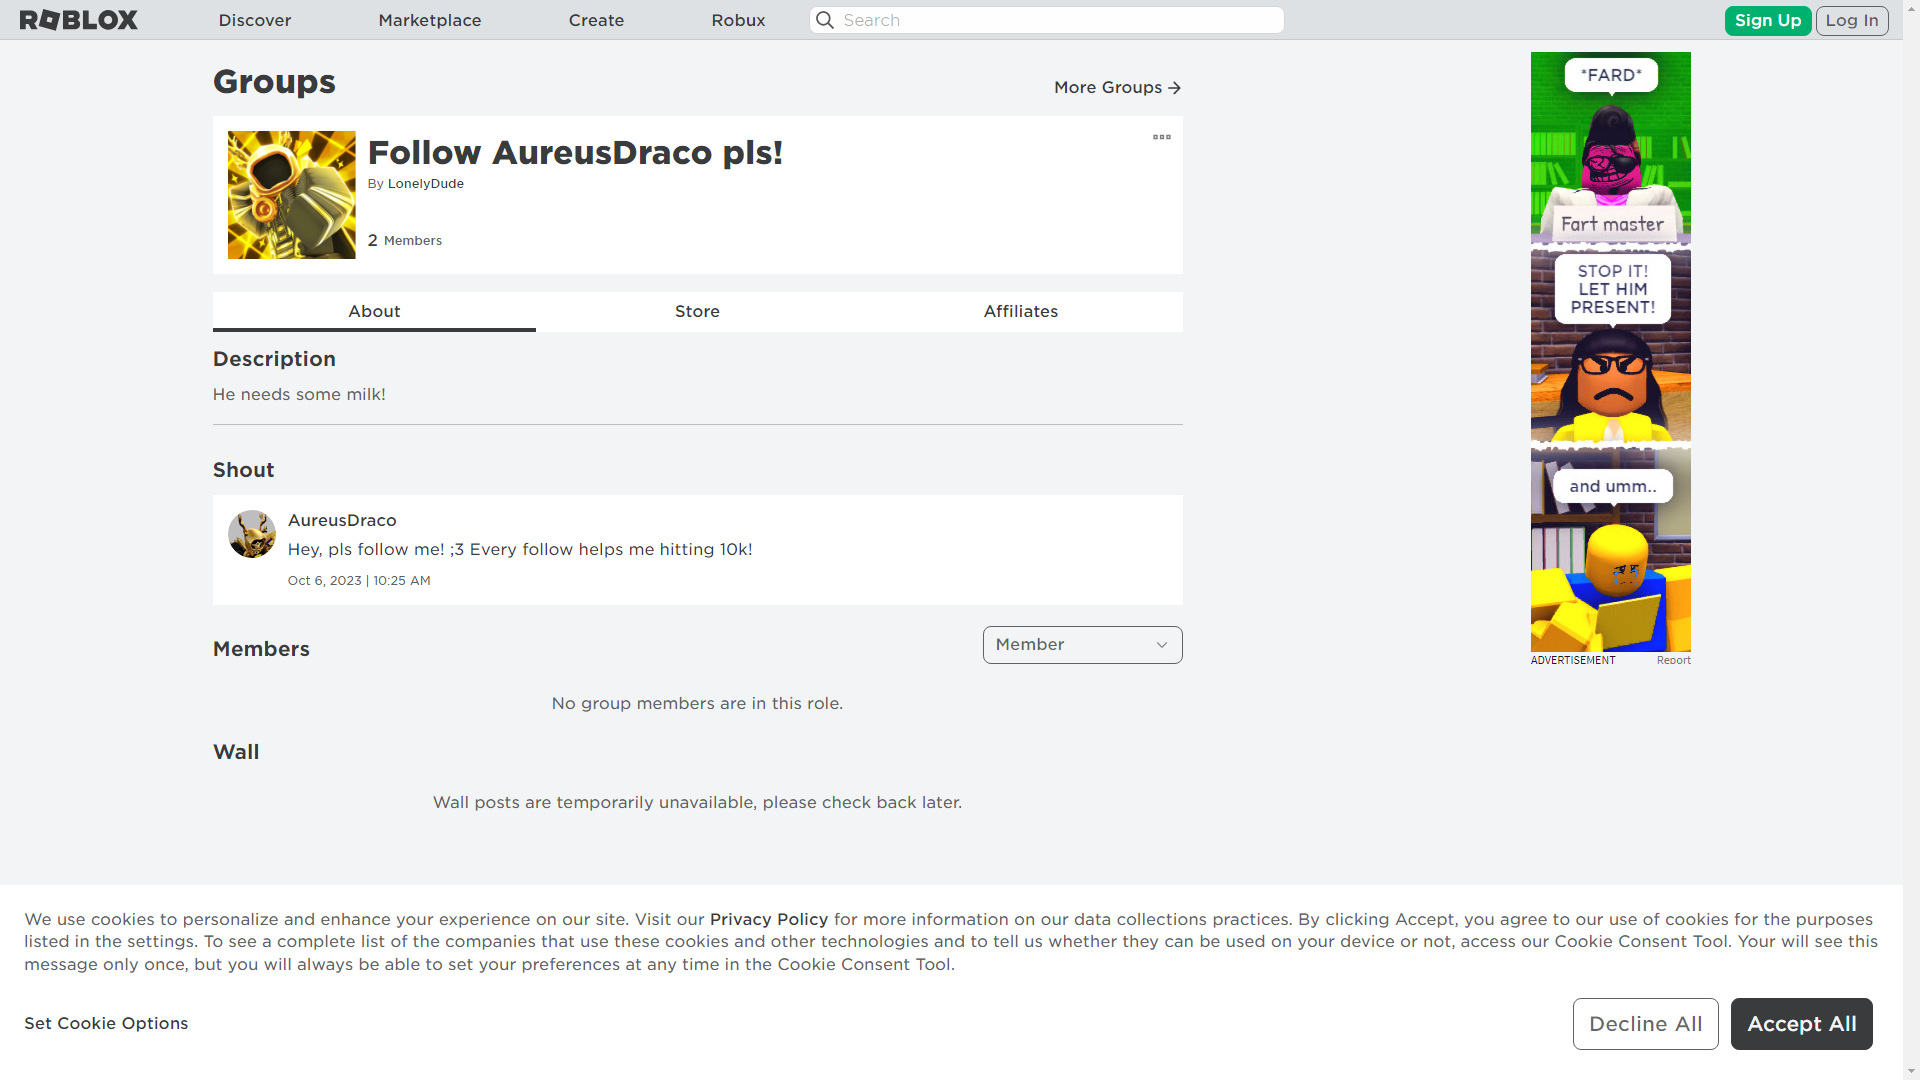 ROBLOX
Discover
Marketplace
Create
Robux
Search
Sign Up
Log In
Groups
More Groups
Follow AureusDraco pls!
By LonelyDude
2 Members
About
Store
Affiliates
Description
He needs some milk!
Shout
AureusDraco
Hey, pls follow me! ;3 Every follow helps me hitting 10k!
Oct 6, 2023 | 10:25 AM
Members
Member
No group members are in this role.
Wall
Wall posts are temporarily unavailable, please check back later.
*FARD*
Fart master
STOP IT!
LET HIM
PRESENT!
and umm..
ADVERTISEMENT
Report
We use cookies to personalize and enhance your experience on our site. Visit our Privacy Policy for more information on our data collections practices. By clicking Accept, you agree to our use of cookies for the purposes
listed in the settings. To see a complete list of the companies that use these cookies and other technologies and to tell us whether they can be used on your device or not, access our Cookie Consent Tool. Your will see this
message only once, but you will always be able to set your preferences at any time in the Cookie Consent Tool.
Set Cookie Options
Decline All
Accept All